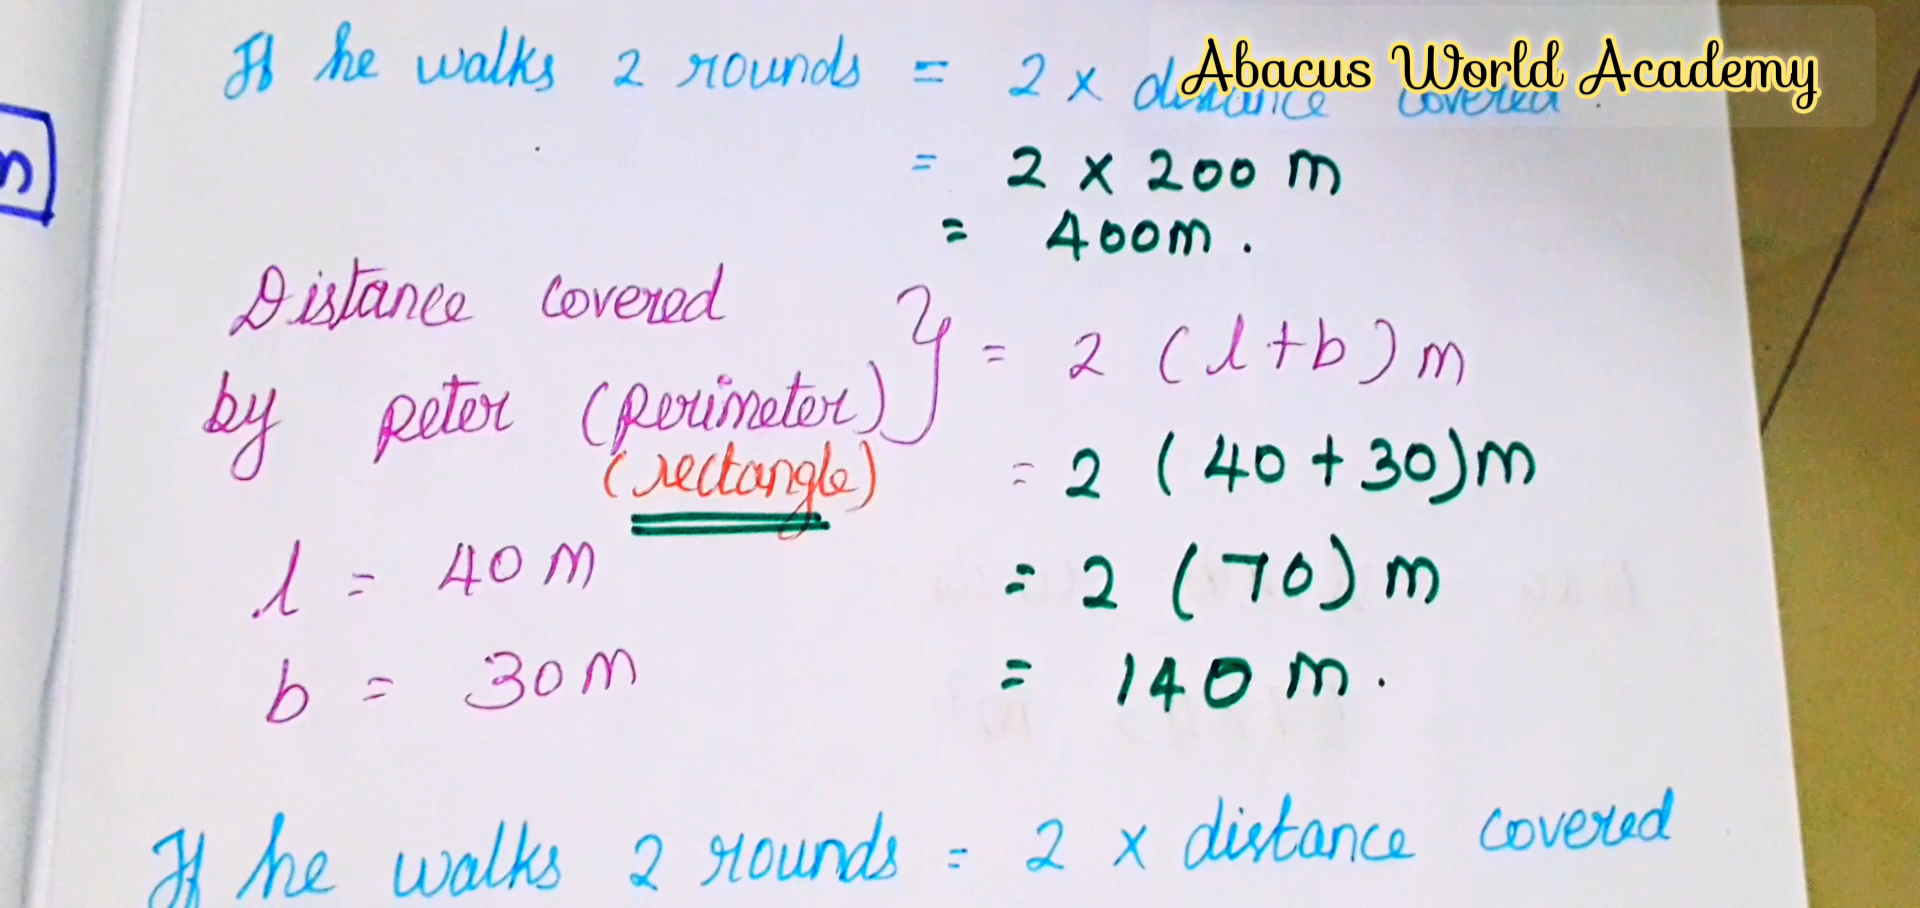 Abacus World Academy
If he walks 2 rounds = 2 x distance covered.
= 2 x 200 m
= 400m.
Distance covered
by peter (perimeter) } = 2 (l+b) m
(rectangle)
= 2 (40 + 30) m
l = 40 m
= 2 (70) m
b = 30 m
= 140 m.
If he walks 2 rounds = 2 x distance covered